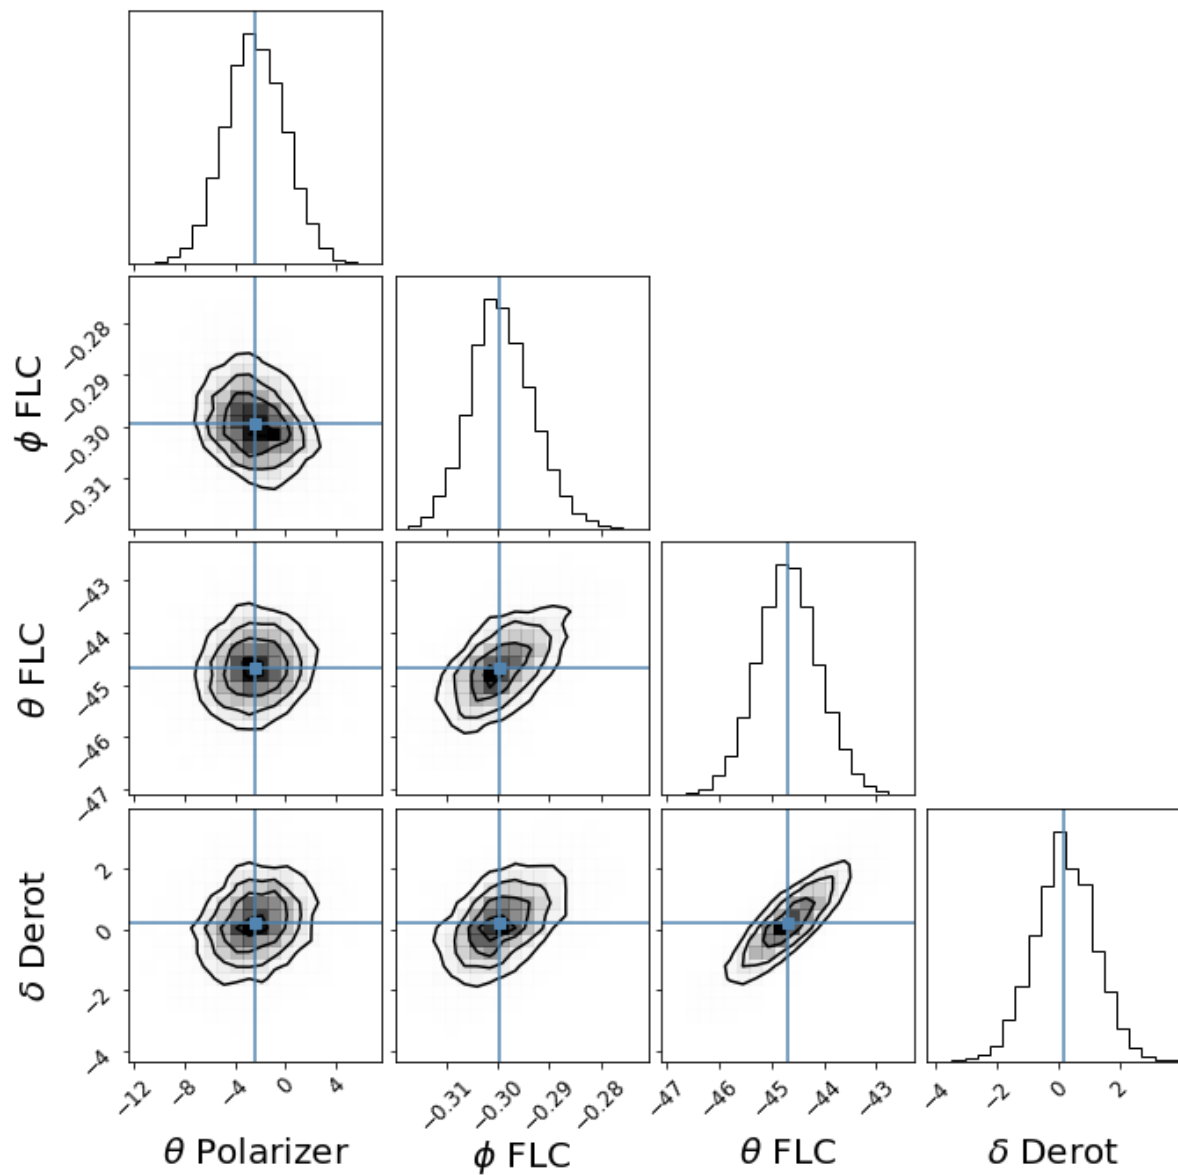 ϕ FLC
−0.28
−0.29
−0.30
−0.31
θ FLC
−43
−44
−45
−46
−47
δ Derot
2
0
−2
−4
−12 −8 −4 0 4
−0.31 −0.30 −0.29 −0.28
−47 −46 −45 −44 −43
−4 −2 0 2
θ Polarizer ϕ FLC θ FLC δ Derot